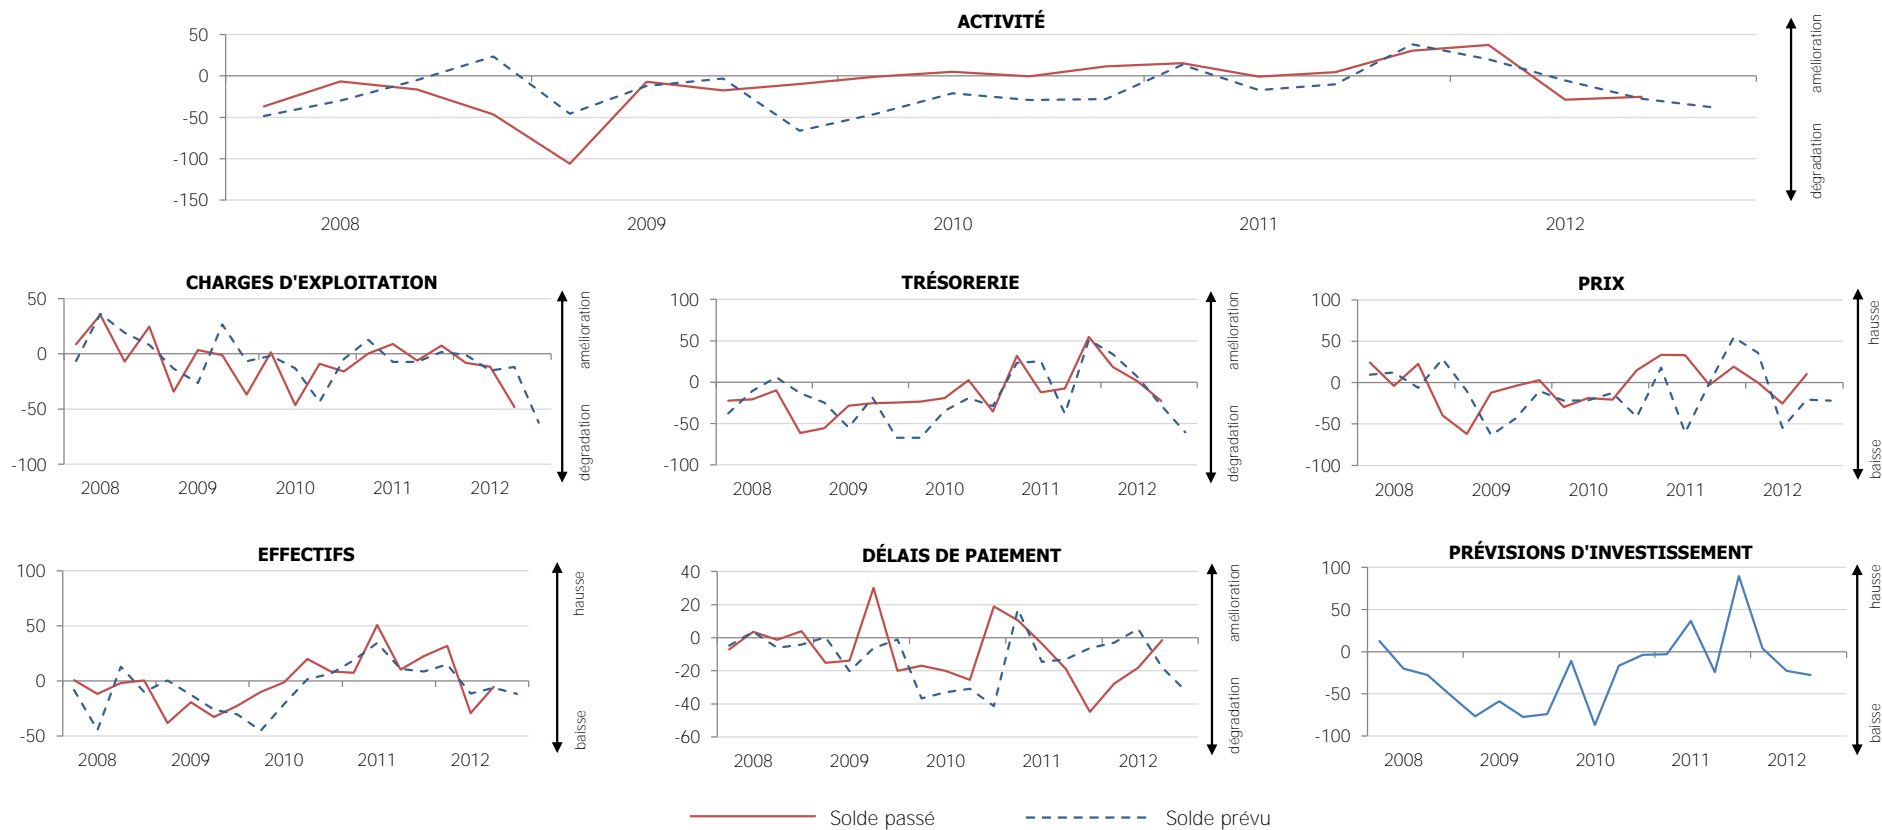 ACTIVITÉ
50
0
-50
-100
-150
2008 2009 2010 2011 2012
amélioration
dégradation
CHARGES D'EXPLOITATION
50
0
-50
-100
2008 2009 2010 2011 2012
amélioration
dégradation
TRÉSORERIE
100
50
0
-50
-100
2008 2009 2010 2011 2012
amélioration
dégradation
PRIX
100
50
0
-50
-100
2008 2009 2010 2011 2012
hausse
baisse
EFFECTIFS
100
50
0
-50
2008 2009 2010 2011 2012
hausse
baisse
DÉLAIS DE PAIEMENT
40
20
0
-20
-40
-60
2008 2009 2010 2011 2012
amélioration
dégradation
PRÉVISIONS D'INVESTISSEMENT
100
50
0
-50
-100
2008 2009 2010 2011 2012
hausse
baisse
Solde passé Solde prévu